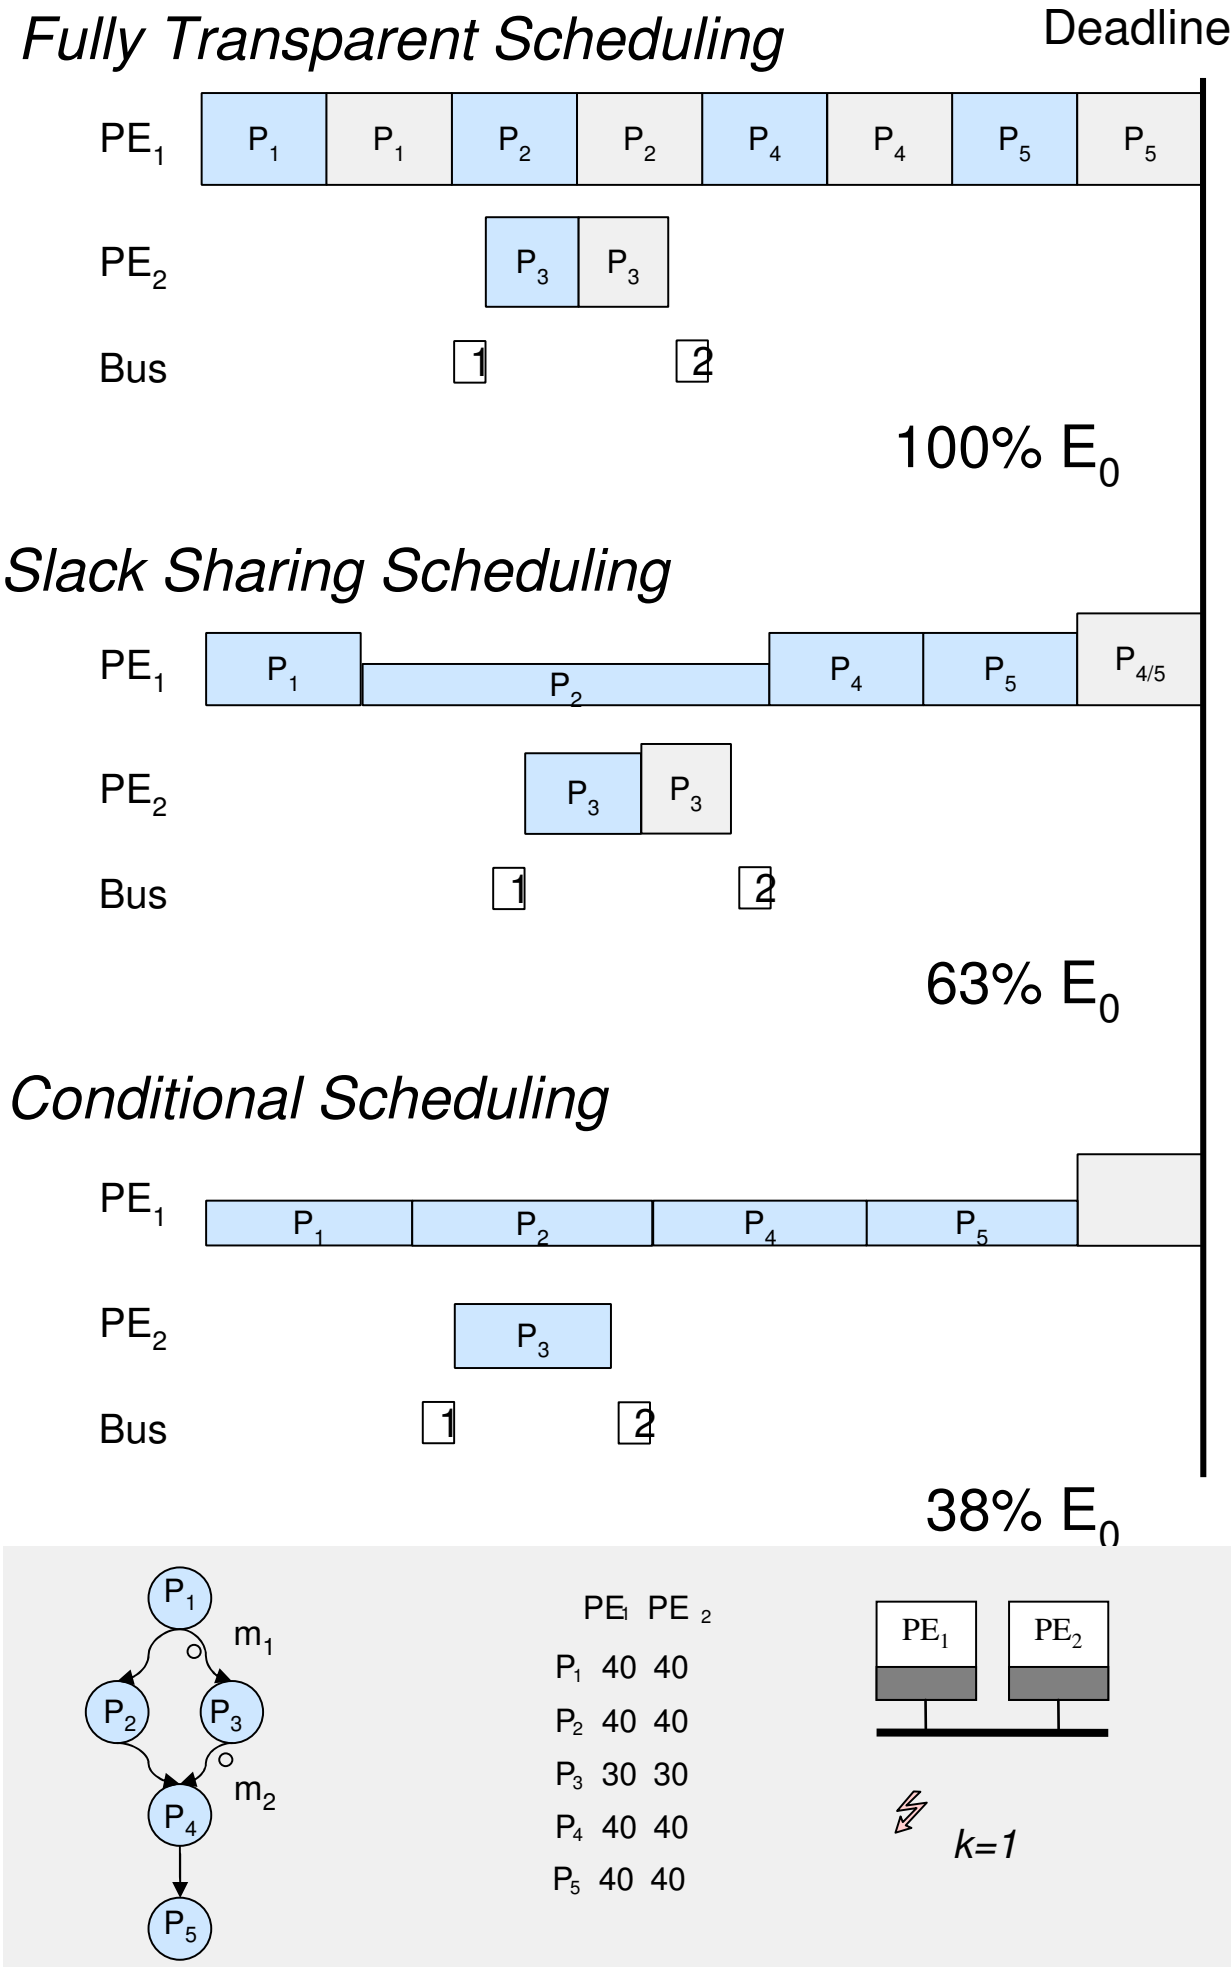 Fully Transparent Scheduling
Deadline
PE1 P1 P1 P2 P2 P4 P4 P5 P5
PE2 P3 P3
Bus 1 2
100% E0
Slack Sharing Scheduling
PE1 P1 P2 P4 P5 P4/5
PE2 P3 P3
Bus 1 2
63% E0
Conditional Scheduling
PE1 P1 P2 P4 P5
PE2 P3
Bus 1 2
38% E0
P1
m1
P2 P3
m2
P4
P5
PE1 PE2
P1 40 40
P2 40 40
P3 30 30
P4 40 40
P5 40 40
PE1 PE2
k=1